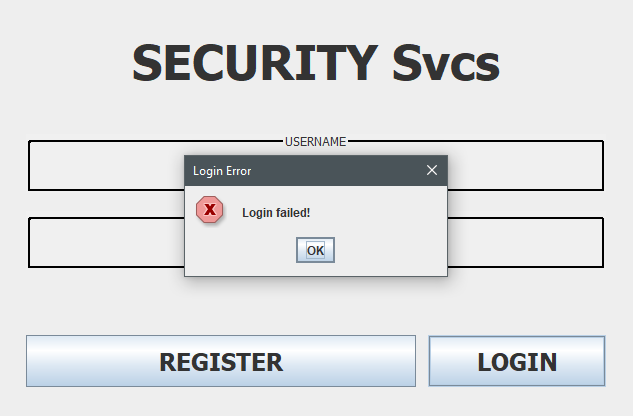 SECURITY Svcs
USERNAME
Login Error
X
Login failed!
OK
REGISTER
LOGIN